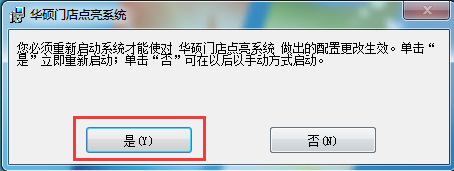 华硕门店点亮系统
您必须重新启动系统才能使对 华硕门店点亮系统 做出的配置更改生效。单击“
是”立即重新启动；单击“否”可在以后以手动方式启动。
是(Y)
否(N)